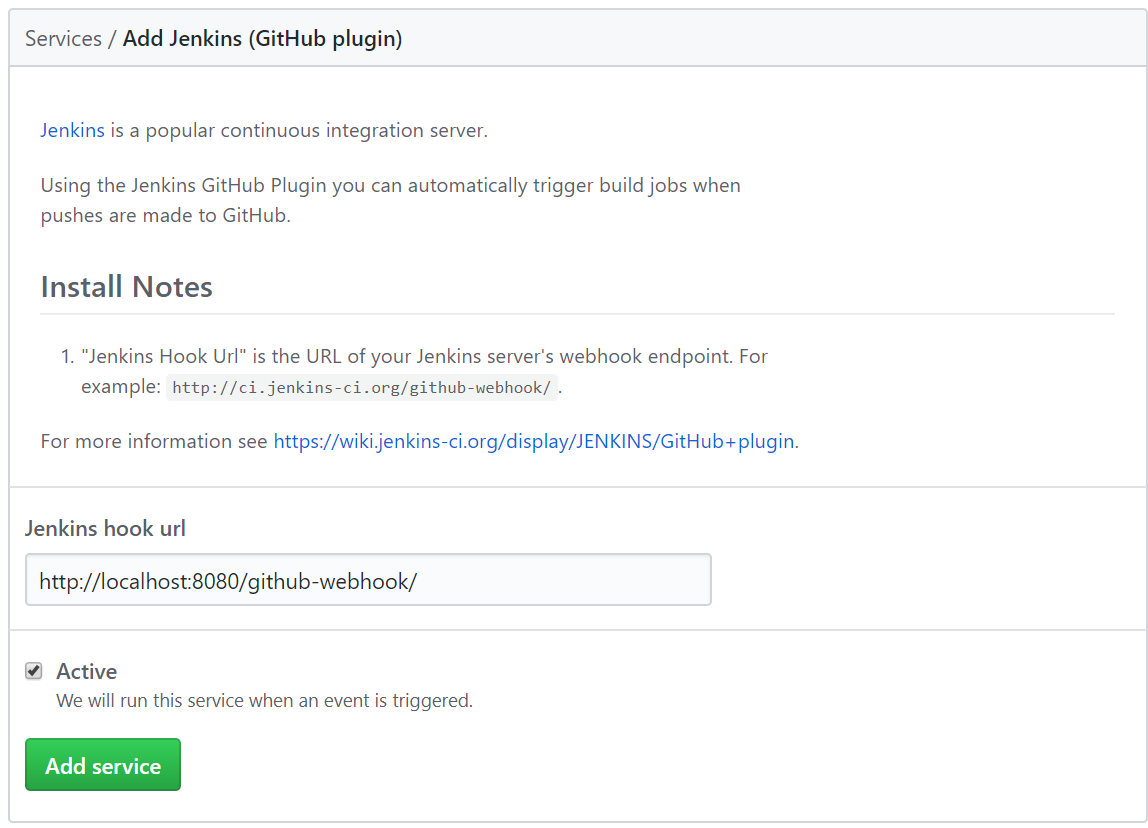 Services / Add Jenkins (GitHub plugin)
Jenkins is a popular continuous integration server.
Using the Jenkins GitHub Plugin you can automatically trigger build jobs when
pushes are made to GitHub.
Install Notes
1. "Jenkins Hook Url" is the URL of your Jenkins server's webhook endpoint. For
example: http://ci.jenkins-ci.org/github-webhook/ .
For more information see https://wiki.jenkins-ci.org/display/JENKINS/GitHub+plugin.
Jenkins hook url
http://localhost:8080/github-webhook/
Active
We will run this service when an event is triggered.
Add service